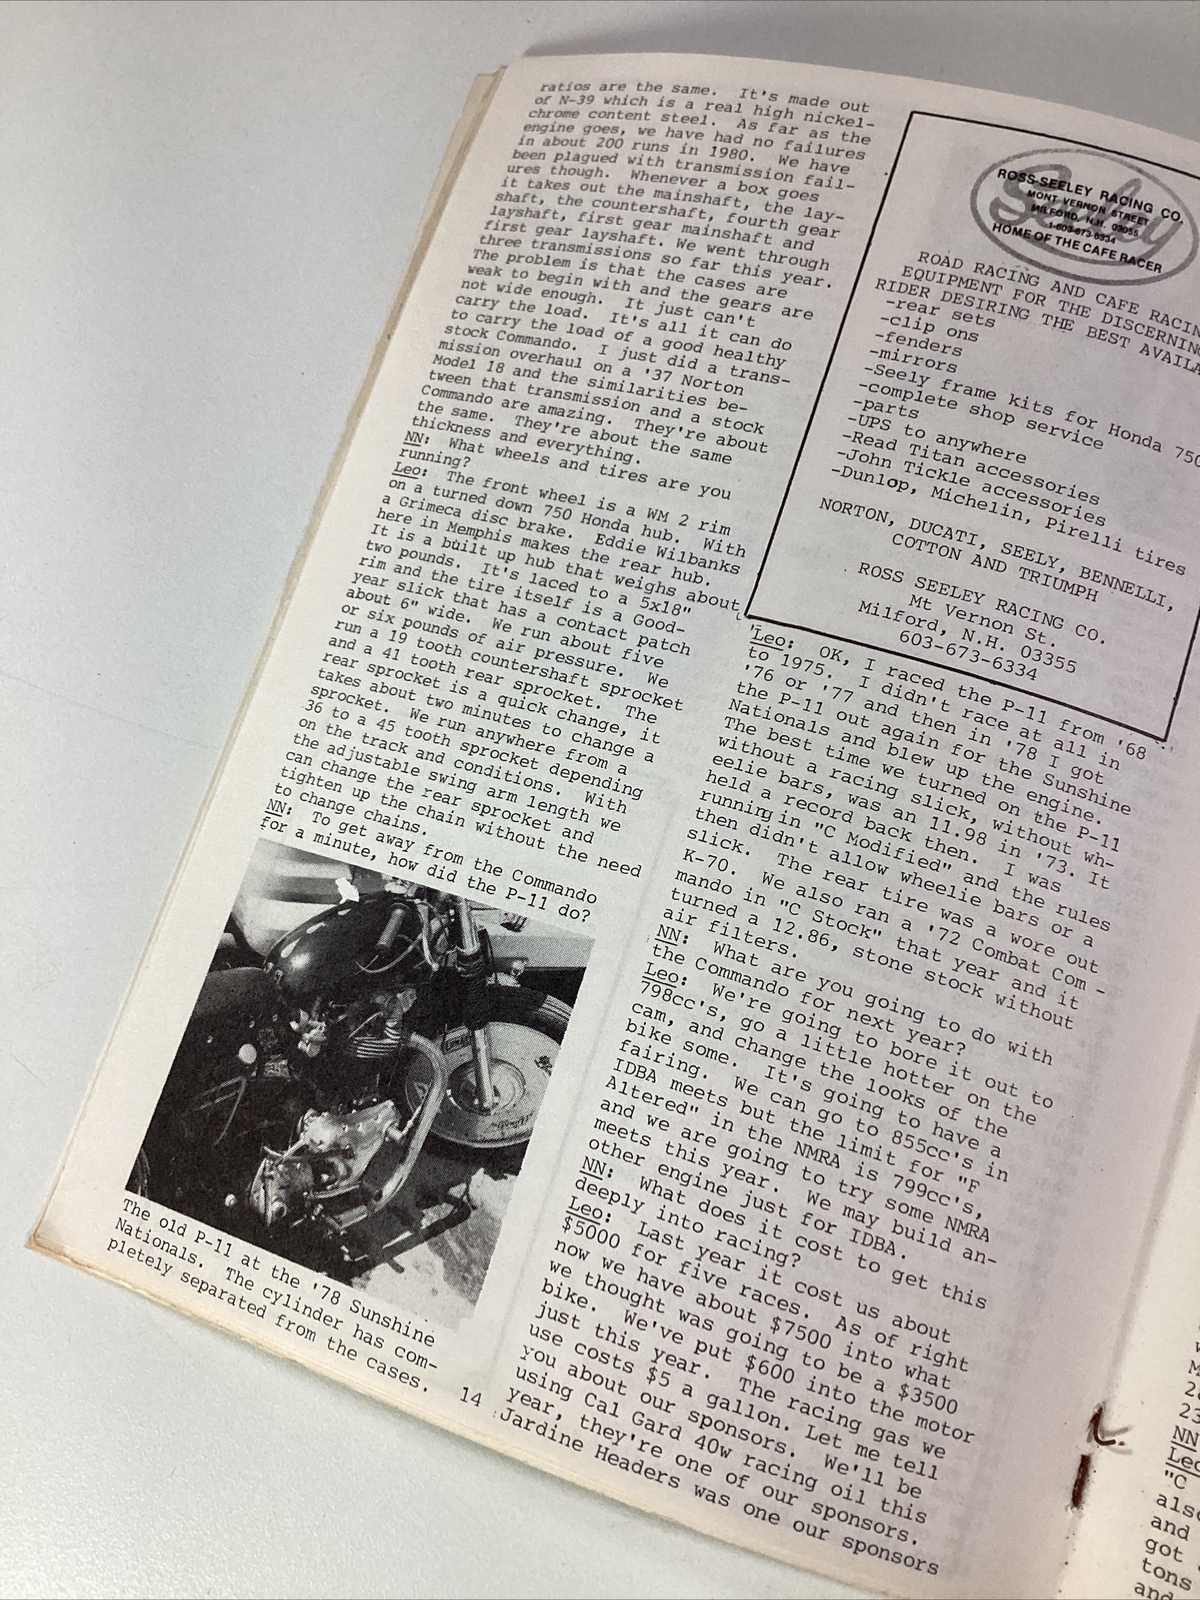 ratios are the same. It's made out
of N-39 which is a real high nickel-
chrome content steel. As far as the
engine goes, we have had no failures
in about 200 runs in 1980. We have
been plagued with transmission fail-
ures though. Whenever a box goes
it takes out the mainshaft, the lay-
shaft, the countershaft, fourth gear
layshaft, first gear mainshaft and
first gear layshaft. We went through
three transmissions so far this year.
The problem is that the cases are
weak to begin with and the gears are
not wide enough. It just can't
carry the load. It's all it can do
to carry the load of a good healthy
stock Commando. I just did a trans-
mission overhaul on a '37 Norton
Model 18 and the similarities be-
tween that transmission and a stock
Commando are amazing. They're about
the same. They're about the same
thickness and everything.
NN: What wheels and tires are you
running?
Leo: The front wheel is a WM 2 rim
on a turned down 750 Honda hub. With
a Grimeca disc brake. Eddie Wilbanks
here in Memphis makes the rear hub.
It is a built up hub that weighs about
two pounds. It's laced to a 5x18"
rim and the tire itself is a Good-
year slick that has a contact patch
about 6" wide. We run about five
or six pounds of air pressure. We
run a 19 tooth countershaft sprocket
and a 41 tooth rear sprocket. The
rear sprocket is a quick change, it
takes about two minutes to change a
sprocket. We run anywhere from a
36 to a 45 tooth sprocket depending
on the track and conditions. With
the adjustable swing arm length we
can change the rear sprocket and
tighten up the chain without the need
to change chains.
NN: To get away from the Commando
for a minute, how did the P-11 do?
The old P-11 at the '78 Sunshine
Nationals. The cylinder has com-
pletely separated from the cases.
14
Seeley
ROSS-SEELEY RACING CO.
MONT VERNON STREET
MILFORD, N.H. 03055
1-603-673-6334
HOME OF THE CAFE RACER
ROAD RACING AND CAFE RACIN
EQUIPMENT FOR THE DISCERNIN
RIDER DESIRING THE BEST AVAILA
-rear sets
-clip ons
-fenders
-mirrors
-Seely frame kits for Honda 750
-complete shop service
-parts
-UPS to anywhere
-Read Titan accessories
-John Tickle accessories
-Dunlop, Michelin, Pirelli tires
NORTON, DUCATI, SEELY, BENNELLI,
COTTON AND TRIUMPH
ROSS SEELEY RACING CO.
Mt Vernon St.
Milford, N.H. 03355
603-673-6334
Leo: OK, I raced the P-11 from '68
to 1975. I didn't race at all in
'76 or '77 and then in '78 I got
the P-11 out again for the Sunshine
Nationals and blew up the engine.
The best time we turned on the P-11
without a racing slick, without wh-
eelie bars, was an 11.98 in '73. It
held a record back then. I was
running in "C Modified" and the rules
then didn't allow wheelie bars or a
slick. The rear tire was a wore out
K-70. We also ran a '72 Combat Com -
mando in "C Stock" that year and it
turned a 12.86, stone stock without
air filters.
NN: What are you going to do with
the Commando for next year?
Leo: We're going to bore it out to
798cc's, go a little hotter on the
cam, and change the looks of the
bike some. It's going to have a
fairing. We can go to 855cc's in
IDBA meets but the limit for "F
Altered" in the NMRA is 799cc's,
and we are going to try some NMRA
meets this year. We may build an-
other engine just for IDBA.
NN: What does it cost to get this
deeply into racing?
Leo: Last year it cost us about
$5000 for five races. As of right
now we have about $7500 into what
we thought was going to be a $3500
bike. We've put $600 into the motor
just this year. The racing gas we
use costs $5 a gallon. Let me tell
you about our sponsors. We'll be
using Cal Gard 40w racing oil this
year, they're one of our sponsors.
Jardine Headers was one our sponsors
23
NN
Leo
"C
also
and
got
tons
and